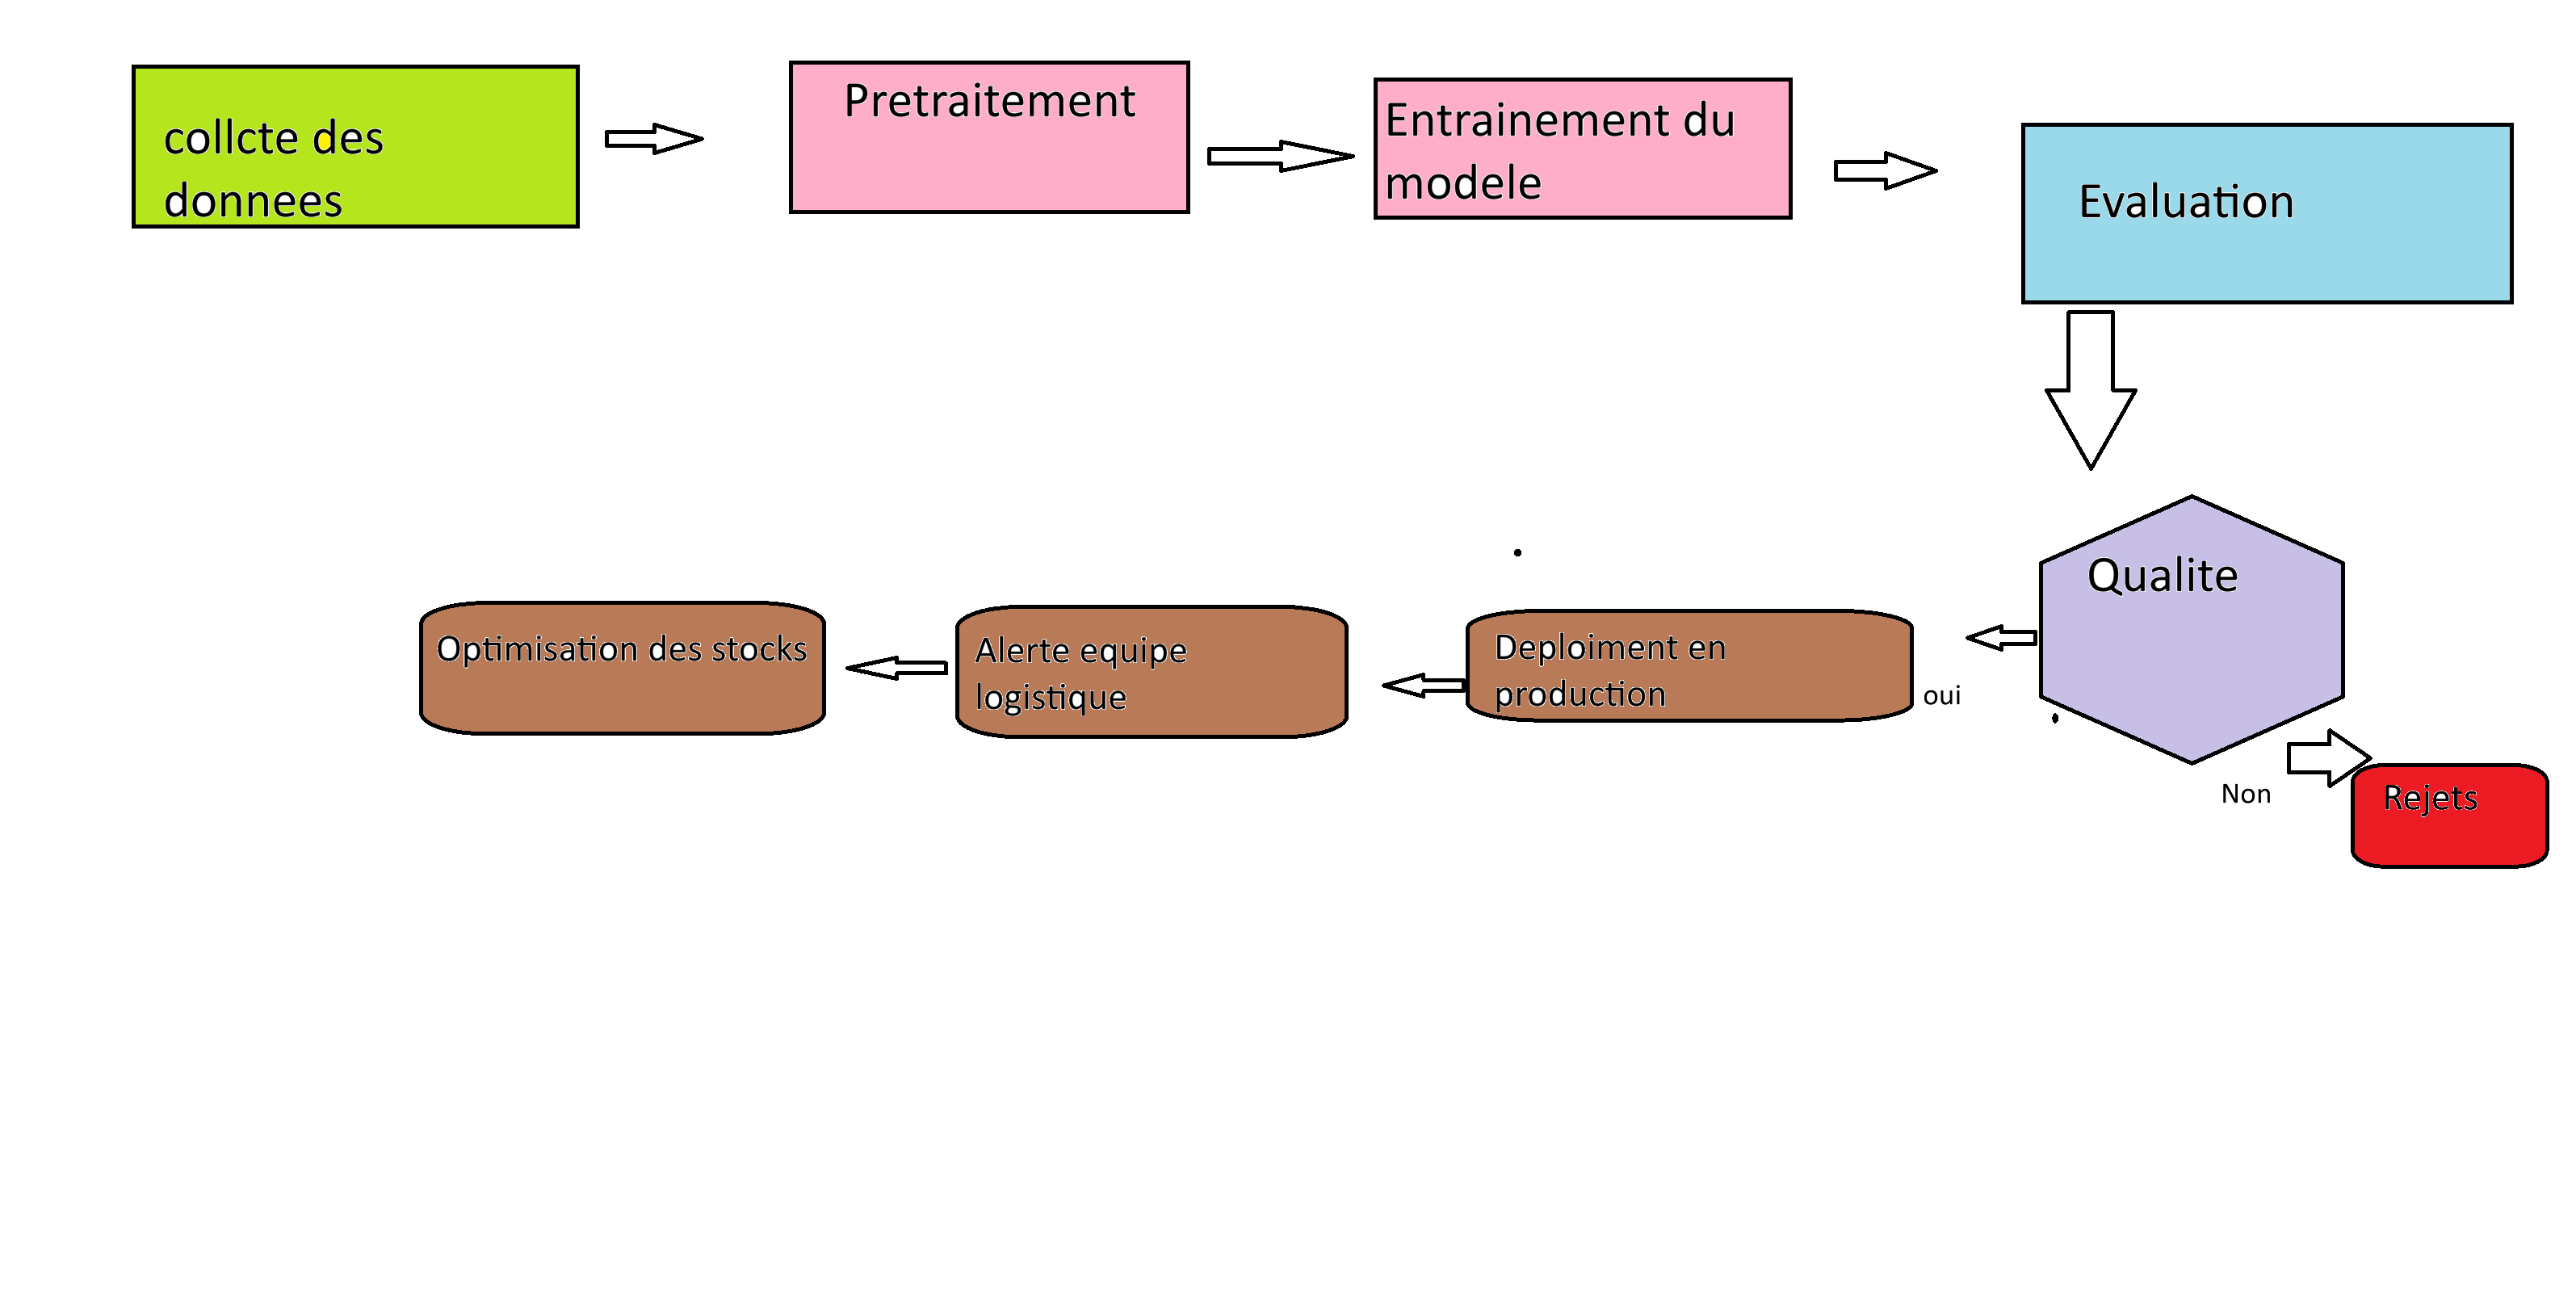 collcte des
donnees
Pretraitement
Entrainement du
modele
Evaluation
Qualite
oui
Non
Rejets
Deploiment en
production
Alerte equipe
logistique
Optimisation des stocks